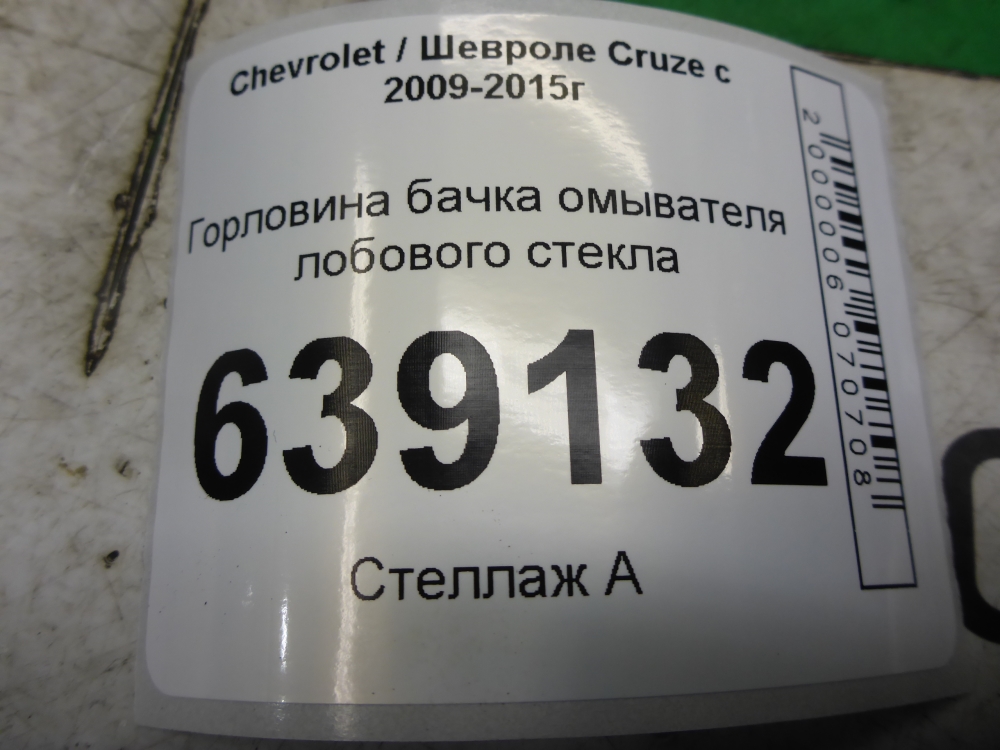 Chevrolet / Шевроле Cruze с
2009-2015г
Горловина бачка омывателя
лобового стекла
639132
Стеллаж А
2000006070708